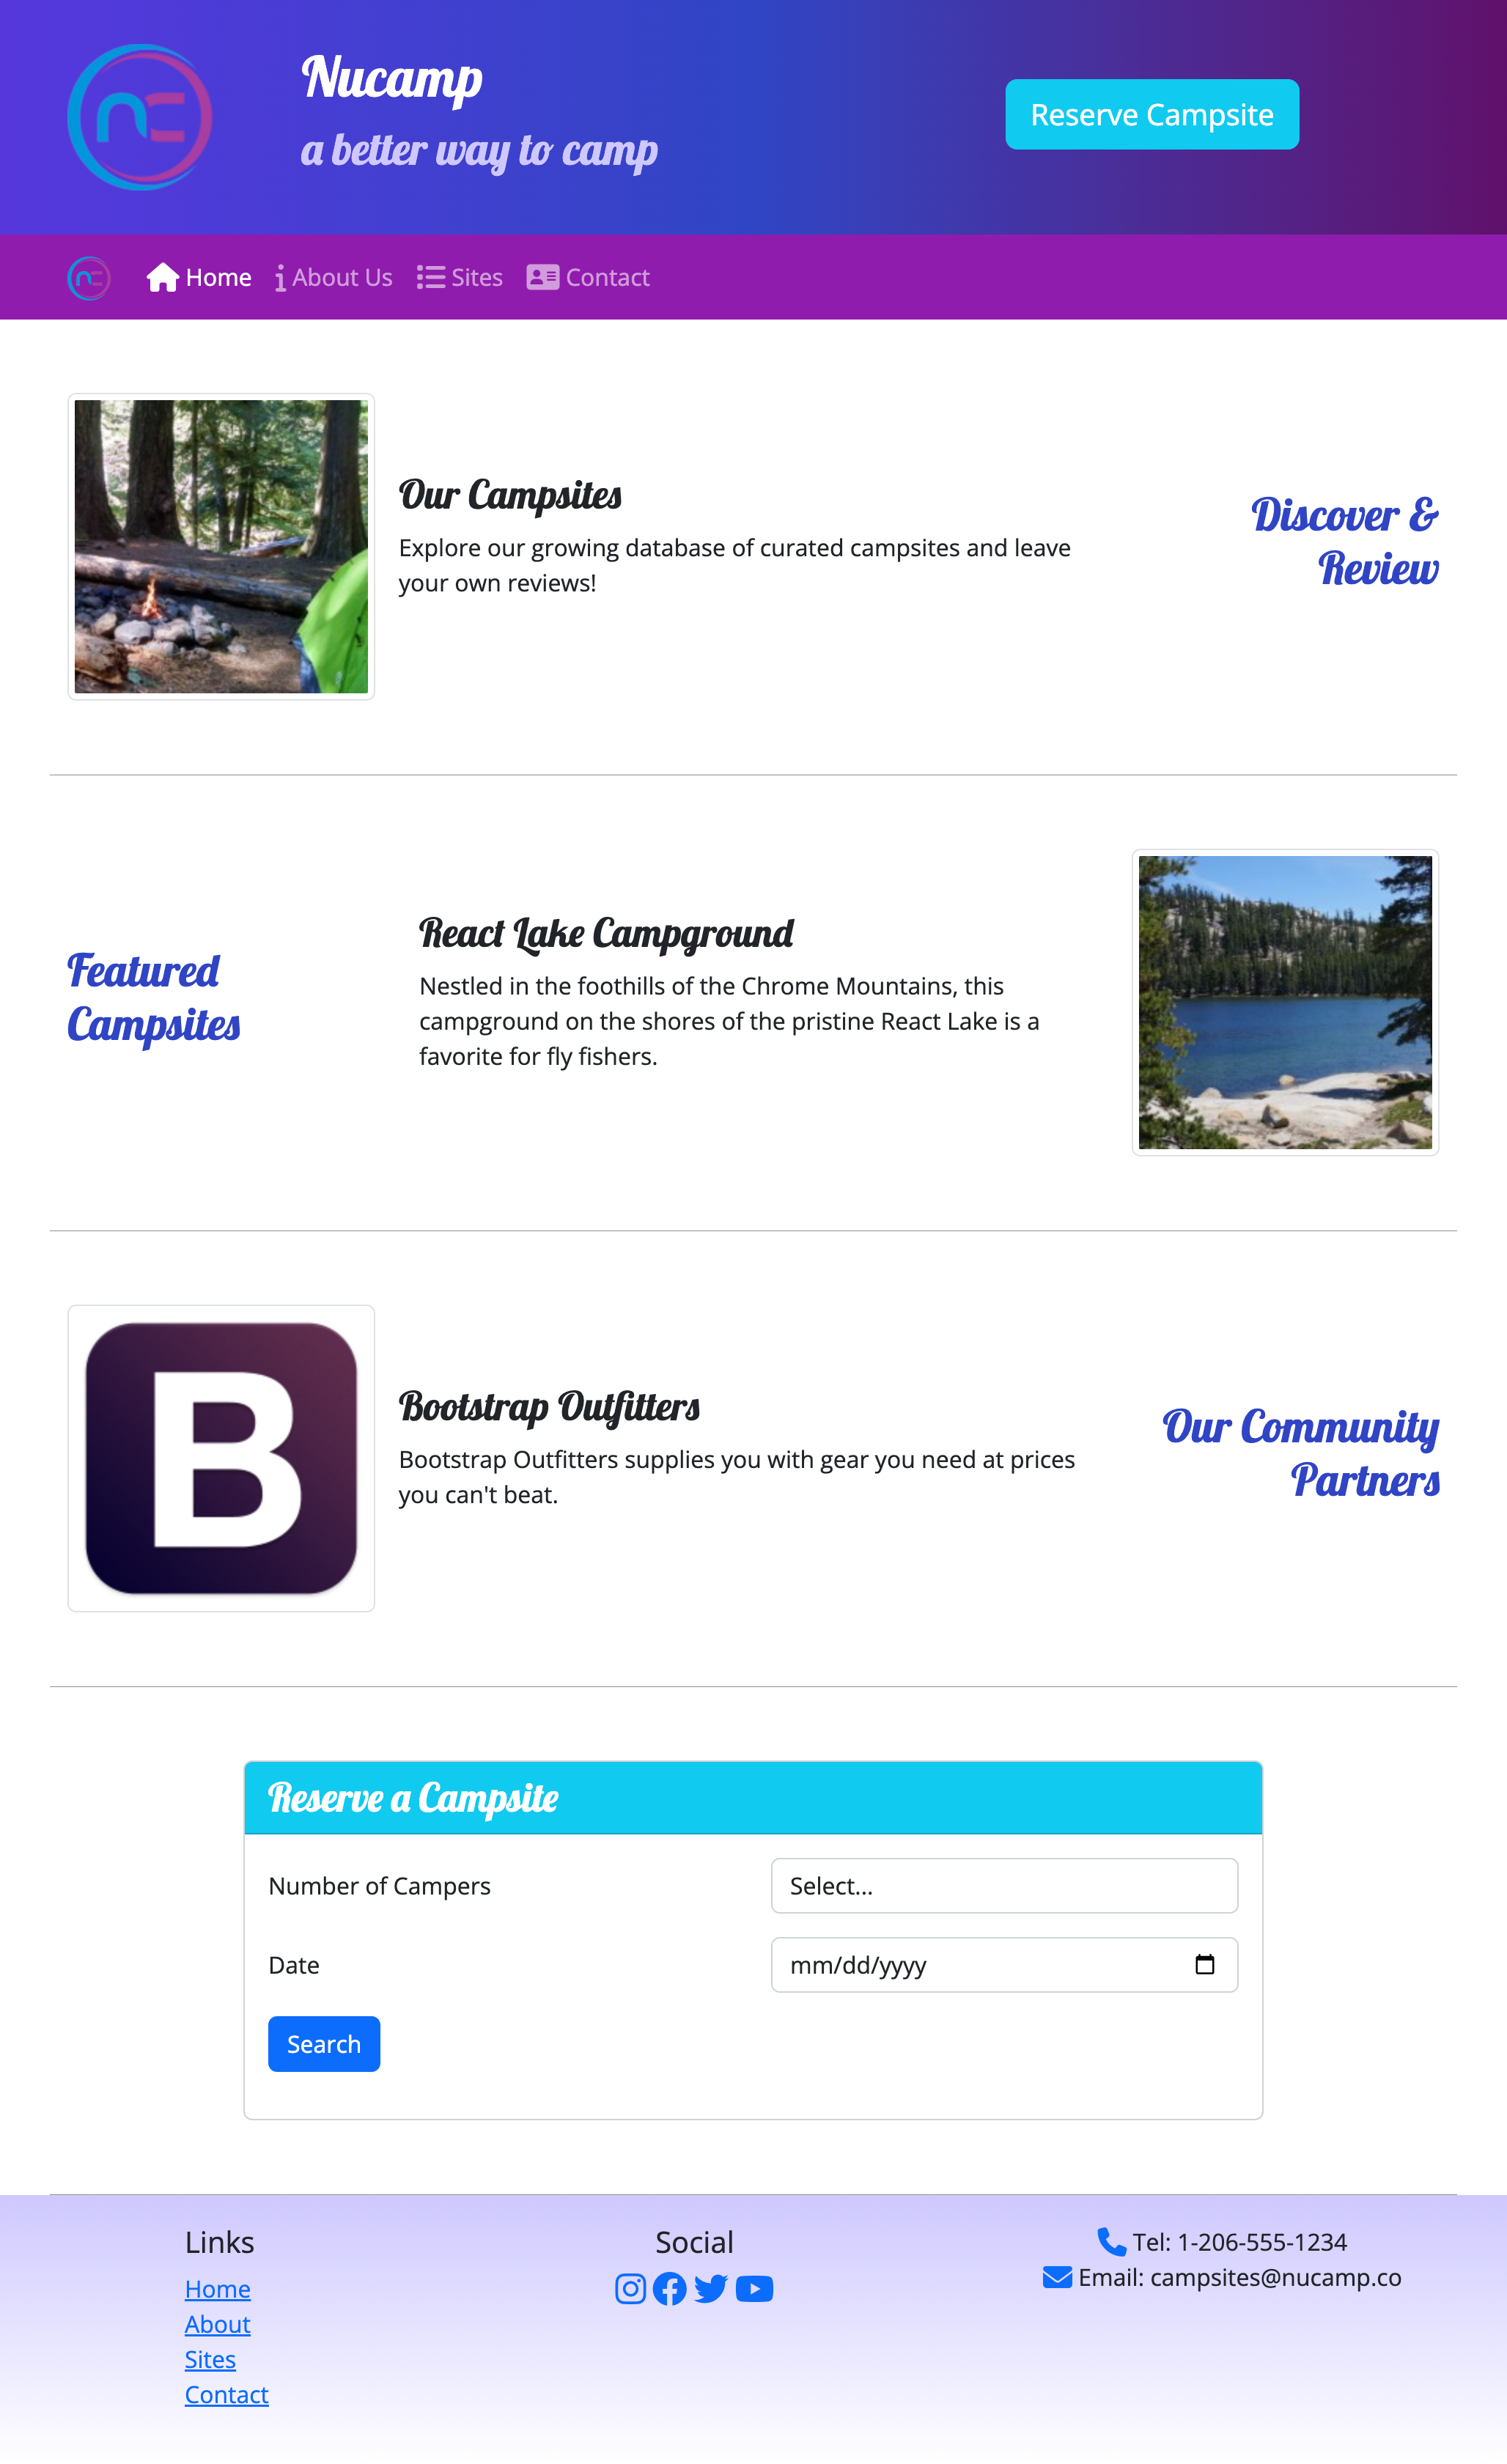 Nucamp
a better way to camp
Reserve Campsite
Home
About Us
Sites
Contact
Our Campsites
Explore our growing database of curated campsites and leave
your own reviews!
Discover &
Review
Featured
Campsites
React Lake Campground
Nestled in the foothills of the Chrome Mountains, this
campground on the shores of the pristine React Lake is a
favorite for fly fishers.
B
Bootstrap Outfitters
Bootstrap Outfitters supplies you with gear you need at prices
you can't beat.
Our Community
Partners
Reserve a Campsite
Number of Campers
Select...
Date
mm/dd/yyyy
Search
Links
Home
About
Sites
Contact
Social
Tel: 1-206-555-1234
Email: campsites@nucamp.co